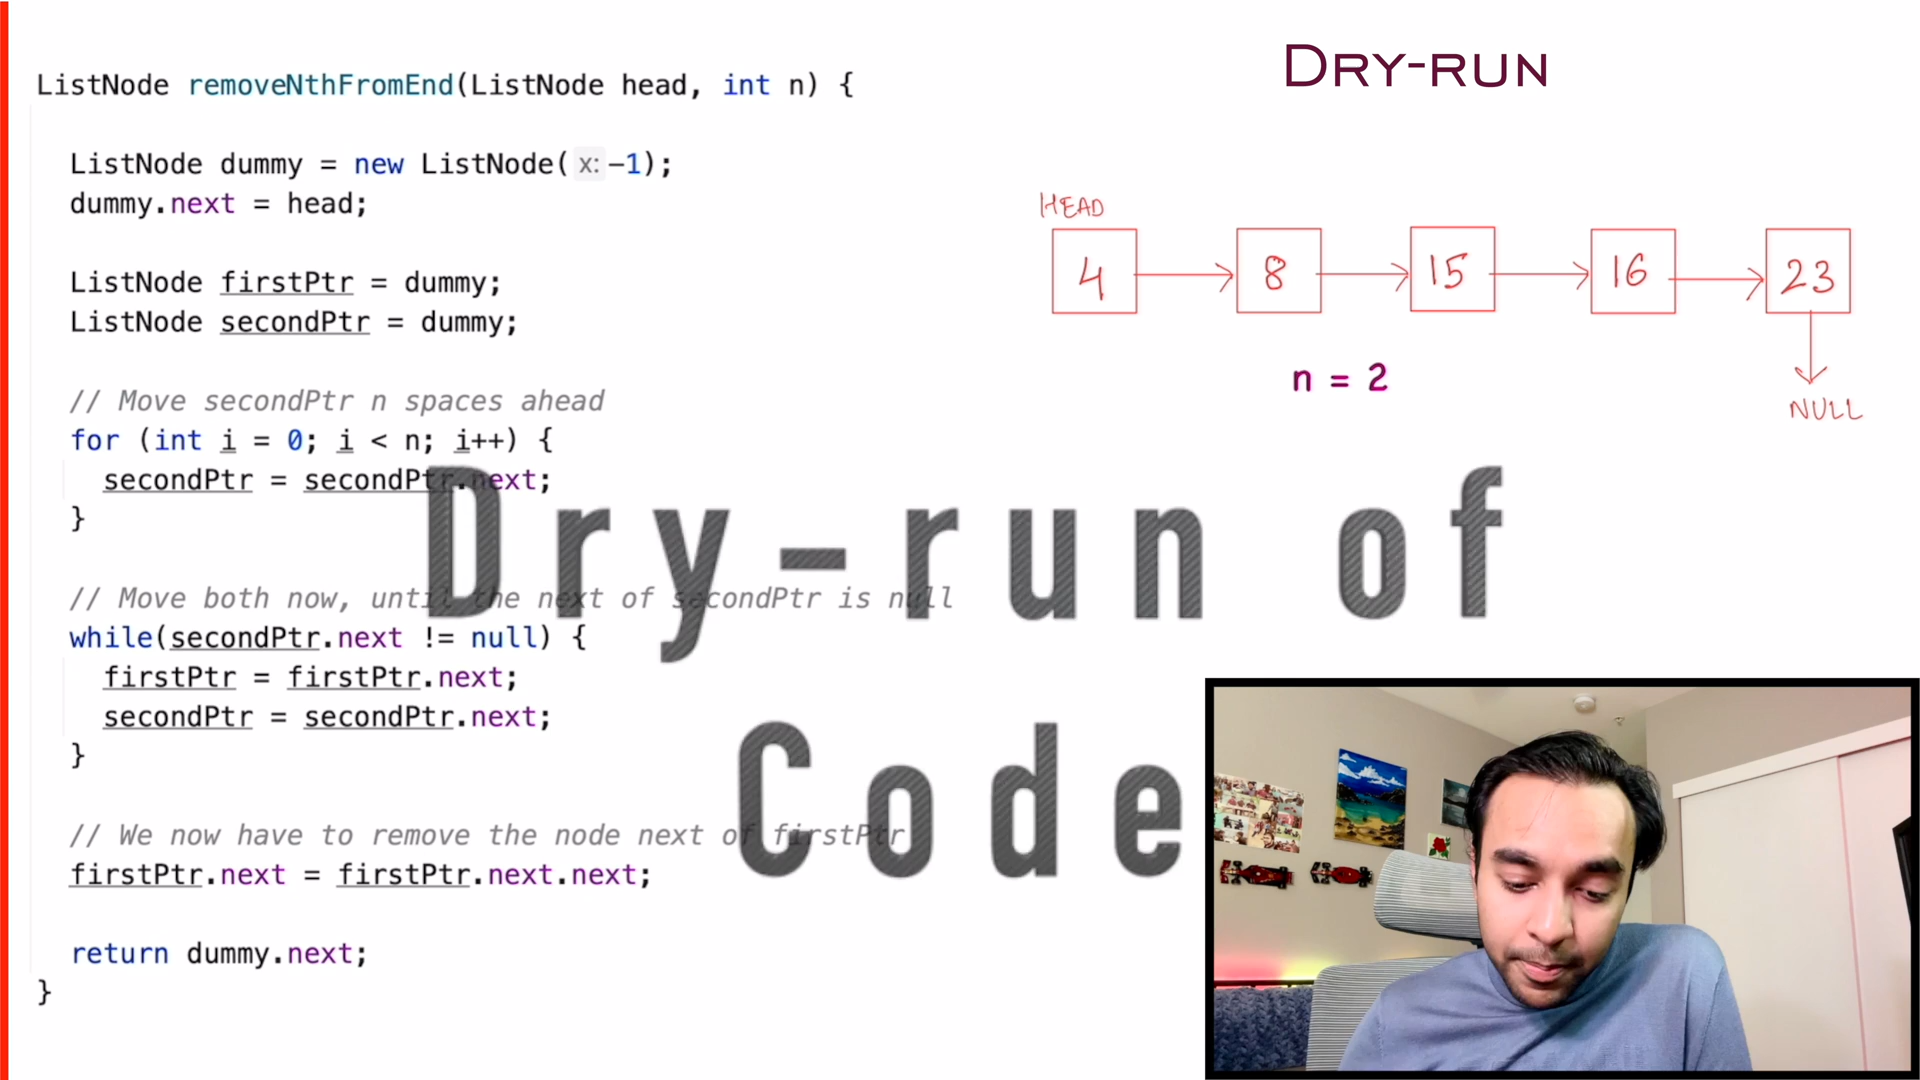 ListNode removeNthFromEnd(ListNode head, int n) {
ListNode dummy = new ListNode( x: -1);
dummy.next = head;
ListNode firstPtr = dummy;
ListNode secondPtr = dummy;
// Move secondPtr n spaces ahead
for (int i = 0; i < n; i++) {
secondPtr = secondPtr.next;
}
// Move both now, until the next of secondPtr is null
while(secondPtr.next != null) {
firstPtr = firstPtr.next;
secondPtr = secondPtr.next;
}
// We now have to remove the node next of firstPtr
firstPtr.next = firstPtr.next.next;
return dummy.next;
}
DRY-RUN
HEAD
4 8 15 16 23
n = 2
NULL
Dry-run of
Code